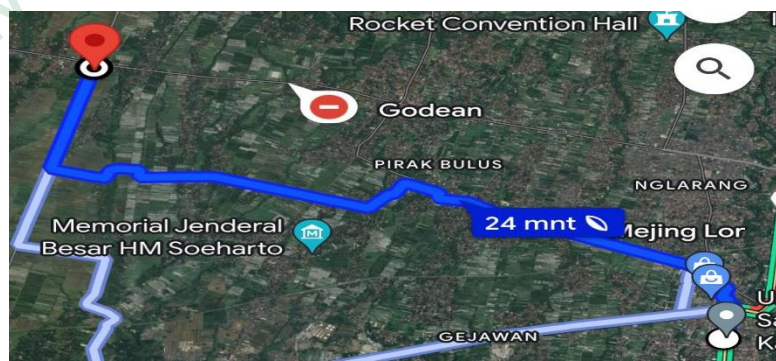 Rocket Convention Hall
Godean
PIRAK BULUS
NGLARANG
Memorial Jenderal
Besar HM Soeharto
24 mnt
Mejing Lor
GEJAWAN